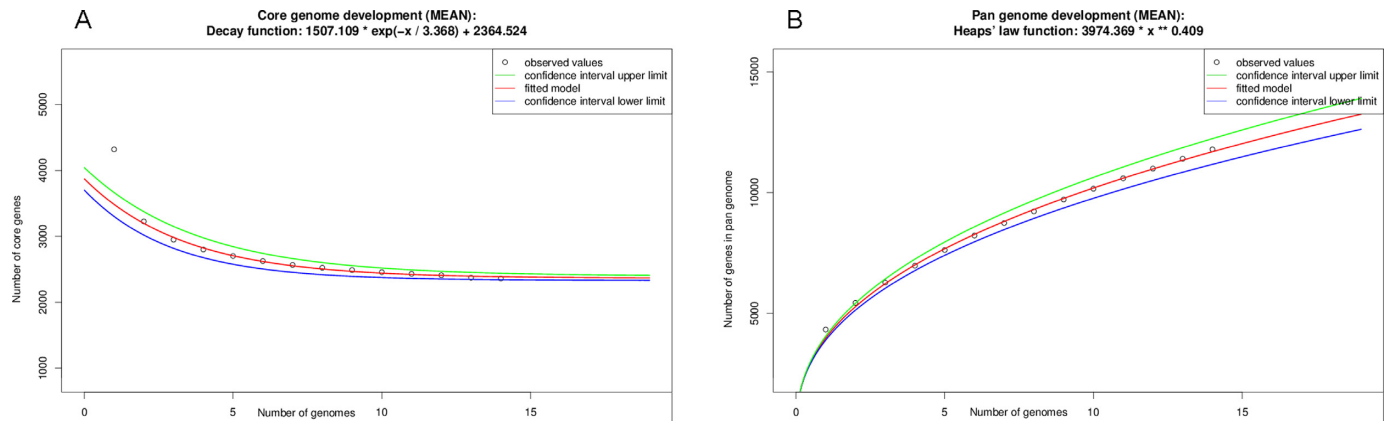 A
Core genome development (MEAN):
Decay function: 1507.109 * exp(−x / 3.368) + 2364.524
observed values
confidence interval upper limit
fitted model
confidence interval lower limit
Number of core genes
5000
4000
3000
2000
1000
0
5
10
15
Number of genomes
B
Pan genome development (MEAN):
Heaps' law function: 3974.369 * x ** 0.409
observed values
confidence interval upper limit
fitted model
confidence interval lower limit
Number of genes in pan genome
15000
10000
5000
0
5
10
15
Number of genomes